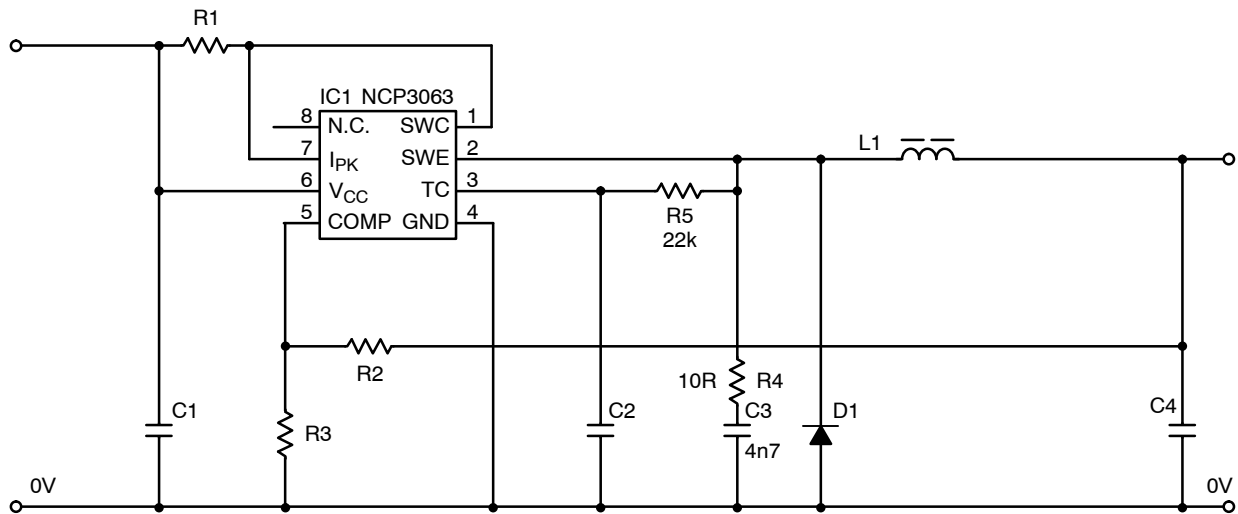 R1
IC1 NCP3063
8 N.C. SWC 1
7 IPK SWE 2
6 VCC TC 3
5 COMP GND 4
L1
R5
22k
R2
10R R4
C1
R3
C2
C3
4n7
D1
C4
0V
0V